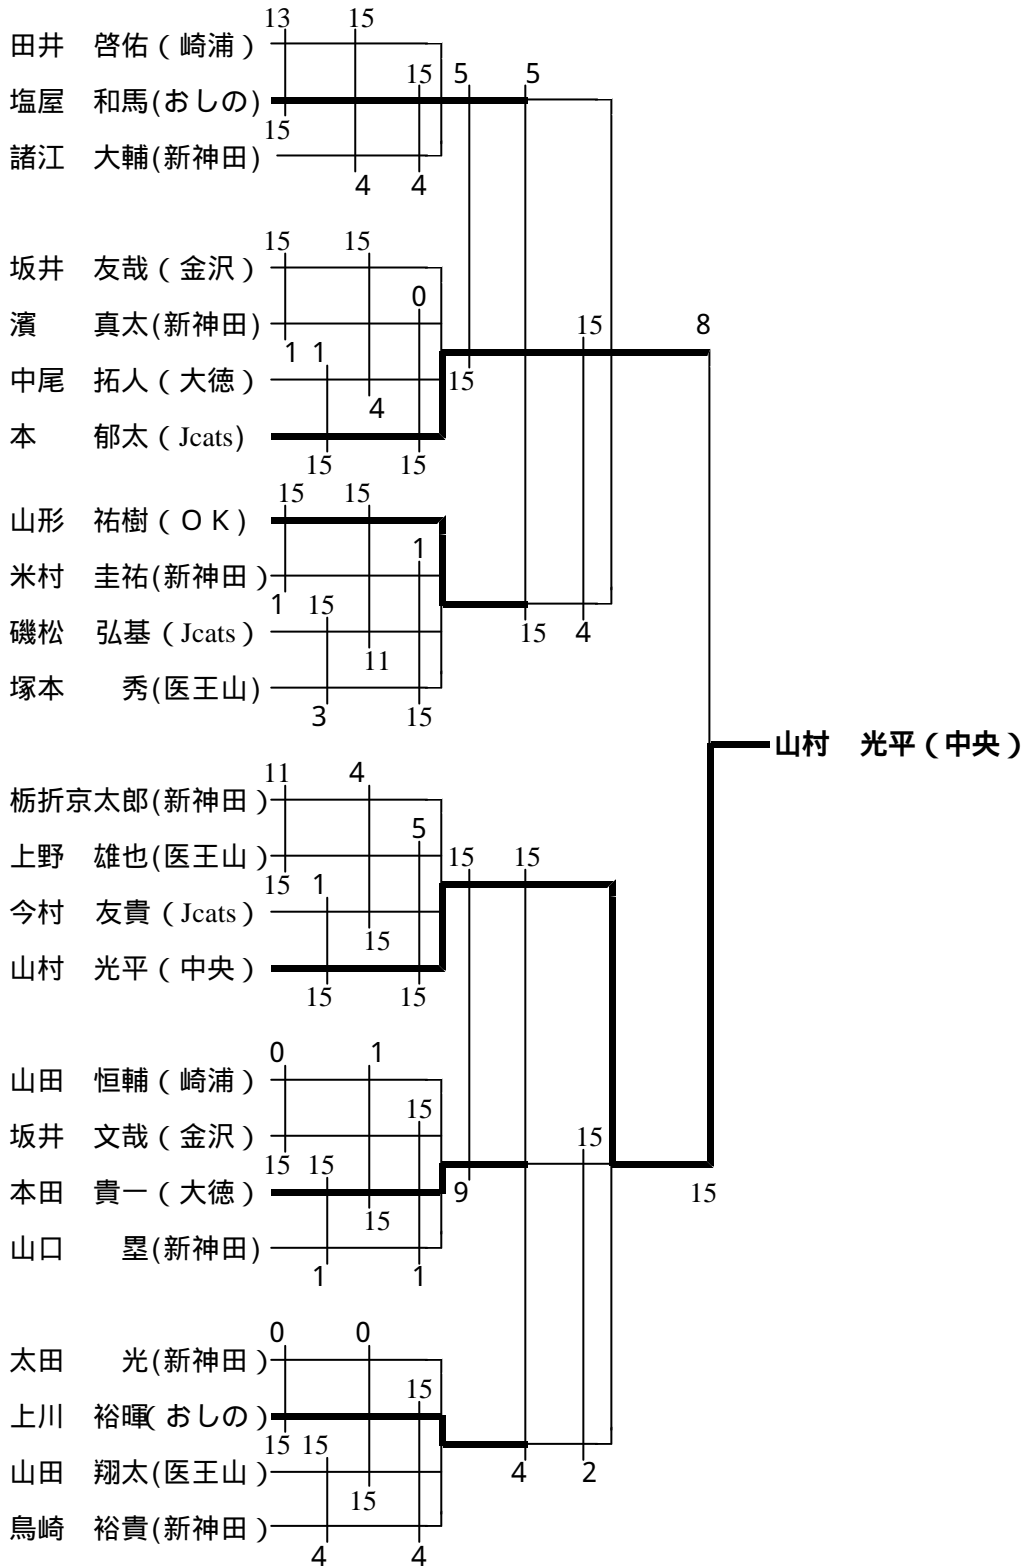 13 15
田井 啓佑（崎浦）
15 5 5
塩屋 和馬(おしの)
15
諸江 大輔(新神田)
4 4
15 15
坂井 友哉（金沢）
0
濱 真太(新神田)
15 8
1 1
中尾 拓人（大徳）
15
4
本 郁太（Jcats)
15 15
15 15
山形 祐樹（ＯＫ）
1
米村 圭祐(新神田)
1 15
磯松 弘基（Jcats）
15 4
11
塚本 秀(医王山)
3 15
山村 光平（中央）
11 4
栃折京太郎(新神田)
5
上野 雄也(医王山)
15 15
15 1
今村 友貴（Jcats）
15
山村 光平（中央）
15 15
0 1
山田 恒輔（崎浦）
15
坂井 文哉（金沢）
15
15 15
本田 貴一（大徳）
9 15
15
山口 塁(新神田)
1 1
0 0
太田 光(新神田)
15
上川 裕暉(おしの)
15 15
山田 翔太(医王山)
4 2
15
鳥崎 裕貴(新神田)
4 4